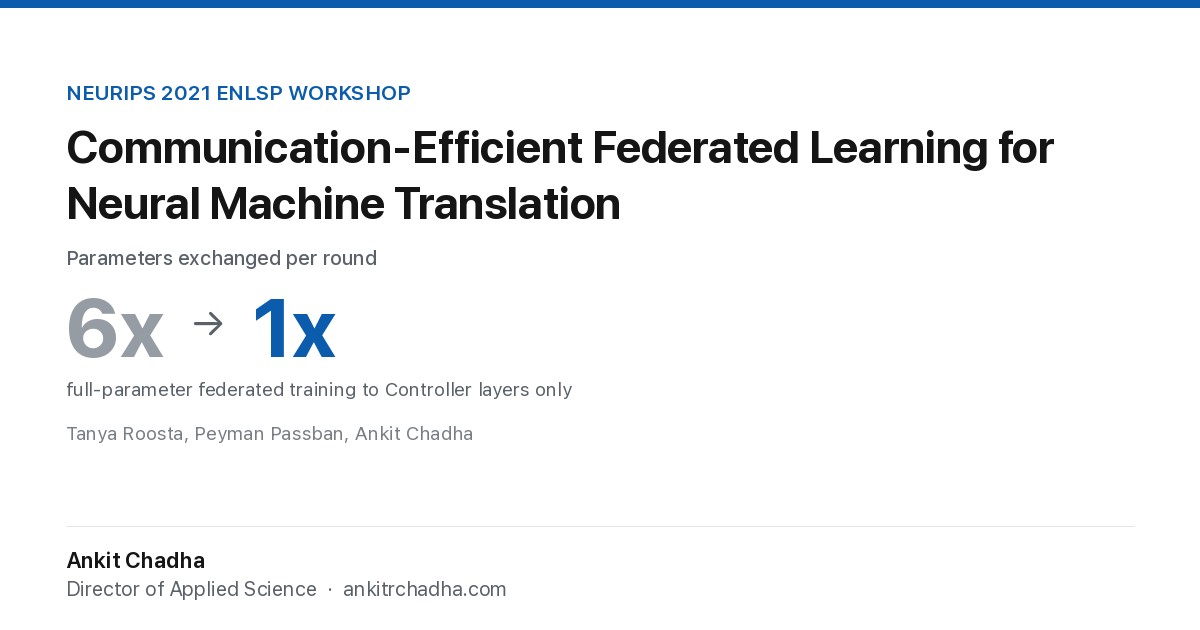 NEURIPS 2021 ENLSP WORKSHOP
Communication-Efficient Federated Learning for
Neural Machine Translation
Parameters exchanged per round
6x → 1x
full-parameter federated training to Controller layers only
Tanya Roosta, Peyman Passban, Ankit Chadha
Ankit Chadha
Director of Applied Science · ankitrchadha.com